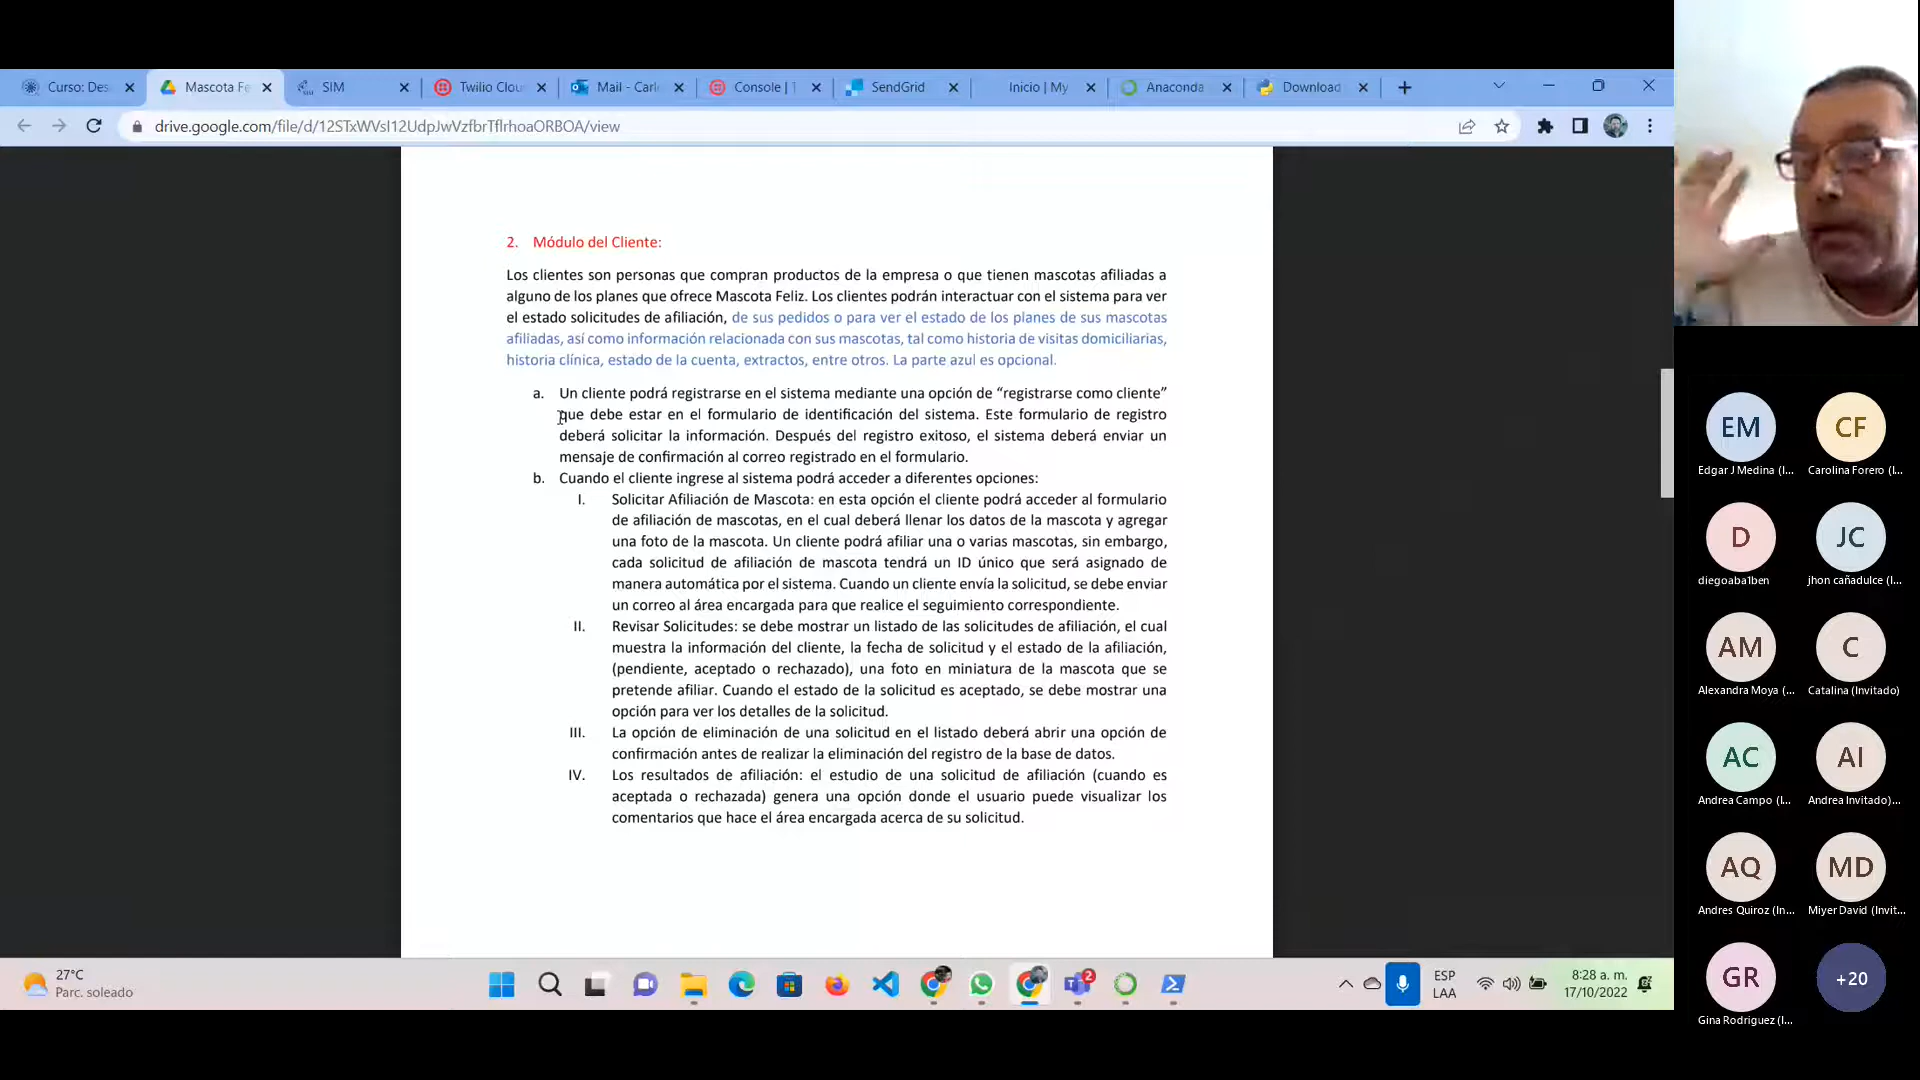 Curso: Des
Mascota Fe
SIM
Twilio Clou
Mail - Carl
Console | T
SendGrid
Inicio | My
Anaconda
Download
drive.google.com/file/d/12STxWVsI12UdpJwVzfbrTflrhoaORBOA/view
2. Módulo del Cliente:
Los clientes son personas que compran productos de la empresa o que tienen mascotas afiliadas a
alguno de los planes que ofrece Mascota Feliz. Los clientes podrán interactuar con el sistema para ver
el estado solicitudes de afiliación, de sus pedidos o para ver el estado de los planes de sus mascotas
afiliadas, así como información relacionada con sus mascotas, tal como historia de visitas domiciliarias,
historia clínica, estado de la cuenta, extractos, entre otros. La parte azul es opcional.
a. Un cliente podrá registrarse en el sistema mediante una opción de “registrarse como cliente”
que debe estar en el formulario de identificación del sistema. Este formulario de registro
deberá solicitar la información. Después del registro exitoso, el sistema deberá enviar un
mensaje de confirmación al correo registrado en el formulario.
b. Cuando el cliente ingrese al sistema podrá acceder a diferentes opciones:
I. Solicitar Afiliación de Mascota: en esta opción el cliente podrá acceder al formulario
de afiliación de mascotas, en el cual deberá llenar los datos de la mascota y agregar
una foto de la mascota. Un cliente podrá afiliar una o varias mascotas, sin embargo,
cada solicitud de afiliación de mascota tendrá un ID único que será asignado de
manera automática por el sistema. Cuando un cliente envía la solicitud, se debe enviar
un correo al área encargada para que realice el seguimiento correspondiente.
II. Revisar Solicitudes: se debe mostrar un listado de las solicitudes de afiliación, el cual
muestra la información del cliente, la fecha de solicitud y el estado de la afiliación,
(pendiente, aceptado o rechazado), una foto en miniatura de la mascota que se
pretende afiliar. Cuando el estado de la solicitud es aceptado, se debe mostrar una
opción para ver los detalles de la solicitud.
III. La opción de eliminación de una solicitud en el listado deberá abrir una opción de
confirmación antes de realizar la eliminación del registro de la base de datos.
IV. Los resultados de afiliación: el estudio de una solicitud de afiliación (cuando es
aceptada o rechazada) genera una opción donde el usuario puede visualizar los
comentarios que hace el área encargada acerca de su solicitud.
EM
CF
Edgar J Medina (I...
Carolina Forero (I...
D
JC
diegoaba1ben
jhon cañadulce (I...
AM
C
Alexandra Moya (...
Catalina (Invitado)
AC
AI
Andrea Campo (I...
Andrea Invitado)...
AQ
MD
Andres Quiroz (In...
Miyer David (Invit...
GR
+20
Gina Rodriguez (I...
27°C
Parc. soleado
2
ESP
LAA
8:28 a. m.
17/10/2022